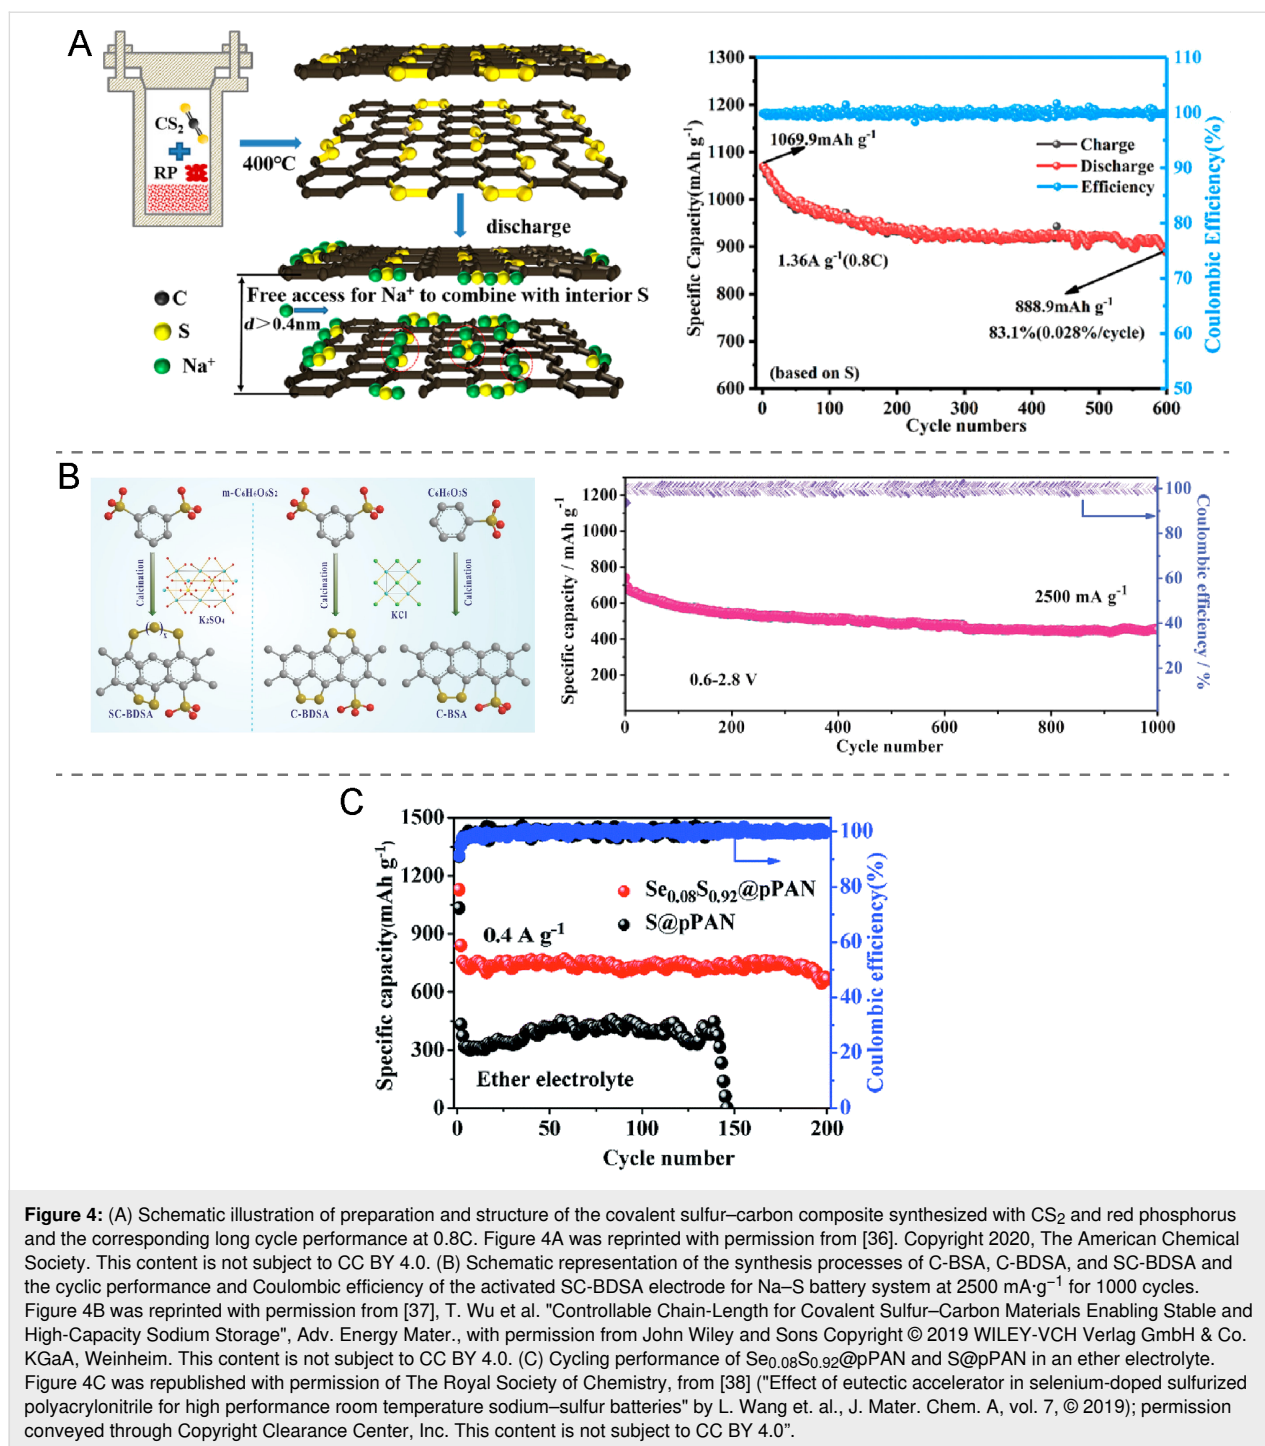 A
CS2
RP
400°C
discharge
Free access for Na+ to combine with interior S
d＞0.4nm
C
S
Na+
1300
1200
1100
1000
900
800
700
600
Specific Capacity(mAh g-1)
1069.9mAh g-1
Charge
Discharge
Efficiency
1.36A g-1(0.8C)
888.9mAh g-1
83.1%(0.028%/cycle)
(based on S)
0 100 200 300 400 500 600
Cycle numbers
110
100
90
80
70
60
50
Coulombic Efficiency(%)
B
m-C6H6O6S2
C6H6O3S
Calcination
K2SO4
Calcination
KCl
Calcination
x
SC-BDSA
C-BDSA
C-BSA
1200
1000
800
600
400
200
Specific capacity / mAh g-1
2500 mA g-1
0.6-2.8 V
0 200 400 600 800 1000
Cycle number
100
80
60
40
20
Coulombic efficiency / %
C
1500
1200
900
600
300
0
Specific capacity(mAh g-1)
Se0.08S0.92@pPAN
S@pPAN
0.4 A g-1
Ether electrolyte
0 50 100 150 200
Cycle number
100
80
60
40
20
0
Coulombic efficiency(%)
Figure 4: (A) Schematic illustration of preparation and structure of the covalent sulfur–carbon composite synthesized with CS2 and red phosphorus
and the corresponding long cycle performance at 0.8C. Figure 4A was reprinted with permission from [36]. Copyright 2020, The American Chemical
Society. This content is not subject to CC BY 4.0. (B) Schematic representation of the synthesis processes of C-BSA, C-BDSA, and SC-BDSA and
the cyclic performance and Coulombic efficiency of the activated SC-BDSA electrode for Na–S battery system at 2500 mA·g−1 for 1000 cycles.
Figure 4B was reprinted with permission from [37], T. Wu et al. "Controllable Chain-Length for Covalent Sulfur–Carbon Materials Enabling Stable and
High-Capacity Sodium Storage", Adv. Energy Mater., with permission from John Wiley and Sons Copyright © 2019 WILEY-VCH Verlag GmbH & Co.
KGaA, Weinheim. This content is not subject to CC BY 4.0. (C) Cycling performance of Se0.08S0.92@pPAN and S@pPAN in an ether electrolyte.
Figure 4C was republished with permission of The Royal Society of Chemistry, from [38] ("Effect of eutectic accelerator in selenium-doped sulfurized
polyacrylonitrile for high performance room temperature sodium–sulfur batteries" by L. Wang et. al., J. Mater. Chem. A, vol. 7, © 2019); permission
conveyed through Copyright Clearance Center, Inc. This content is not subject to CC BY 4.0”.